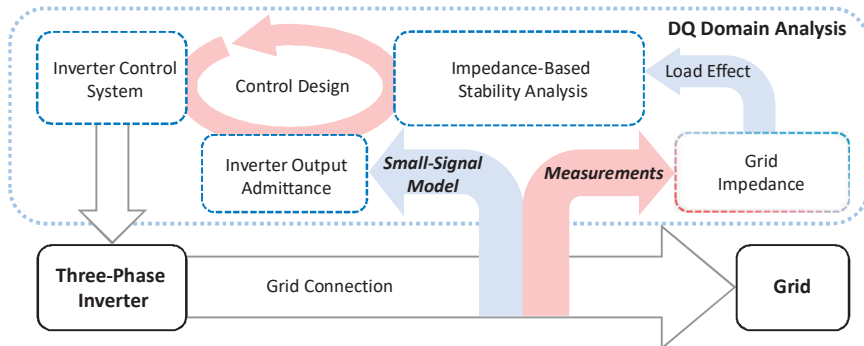 DQ Domain Analysis
Inverter Control
System
Control Design
Impedance-Based
Stability Analysis
Load Effect
Inverter Output
Admittance
Small-Signal
Model
Measurements
Grid
Impedance
Three-Phase
Inverter
Grid Connection
Grid